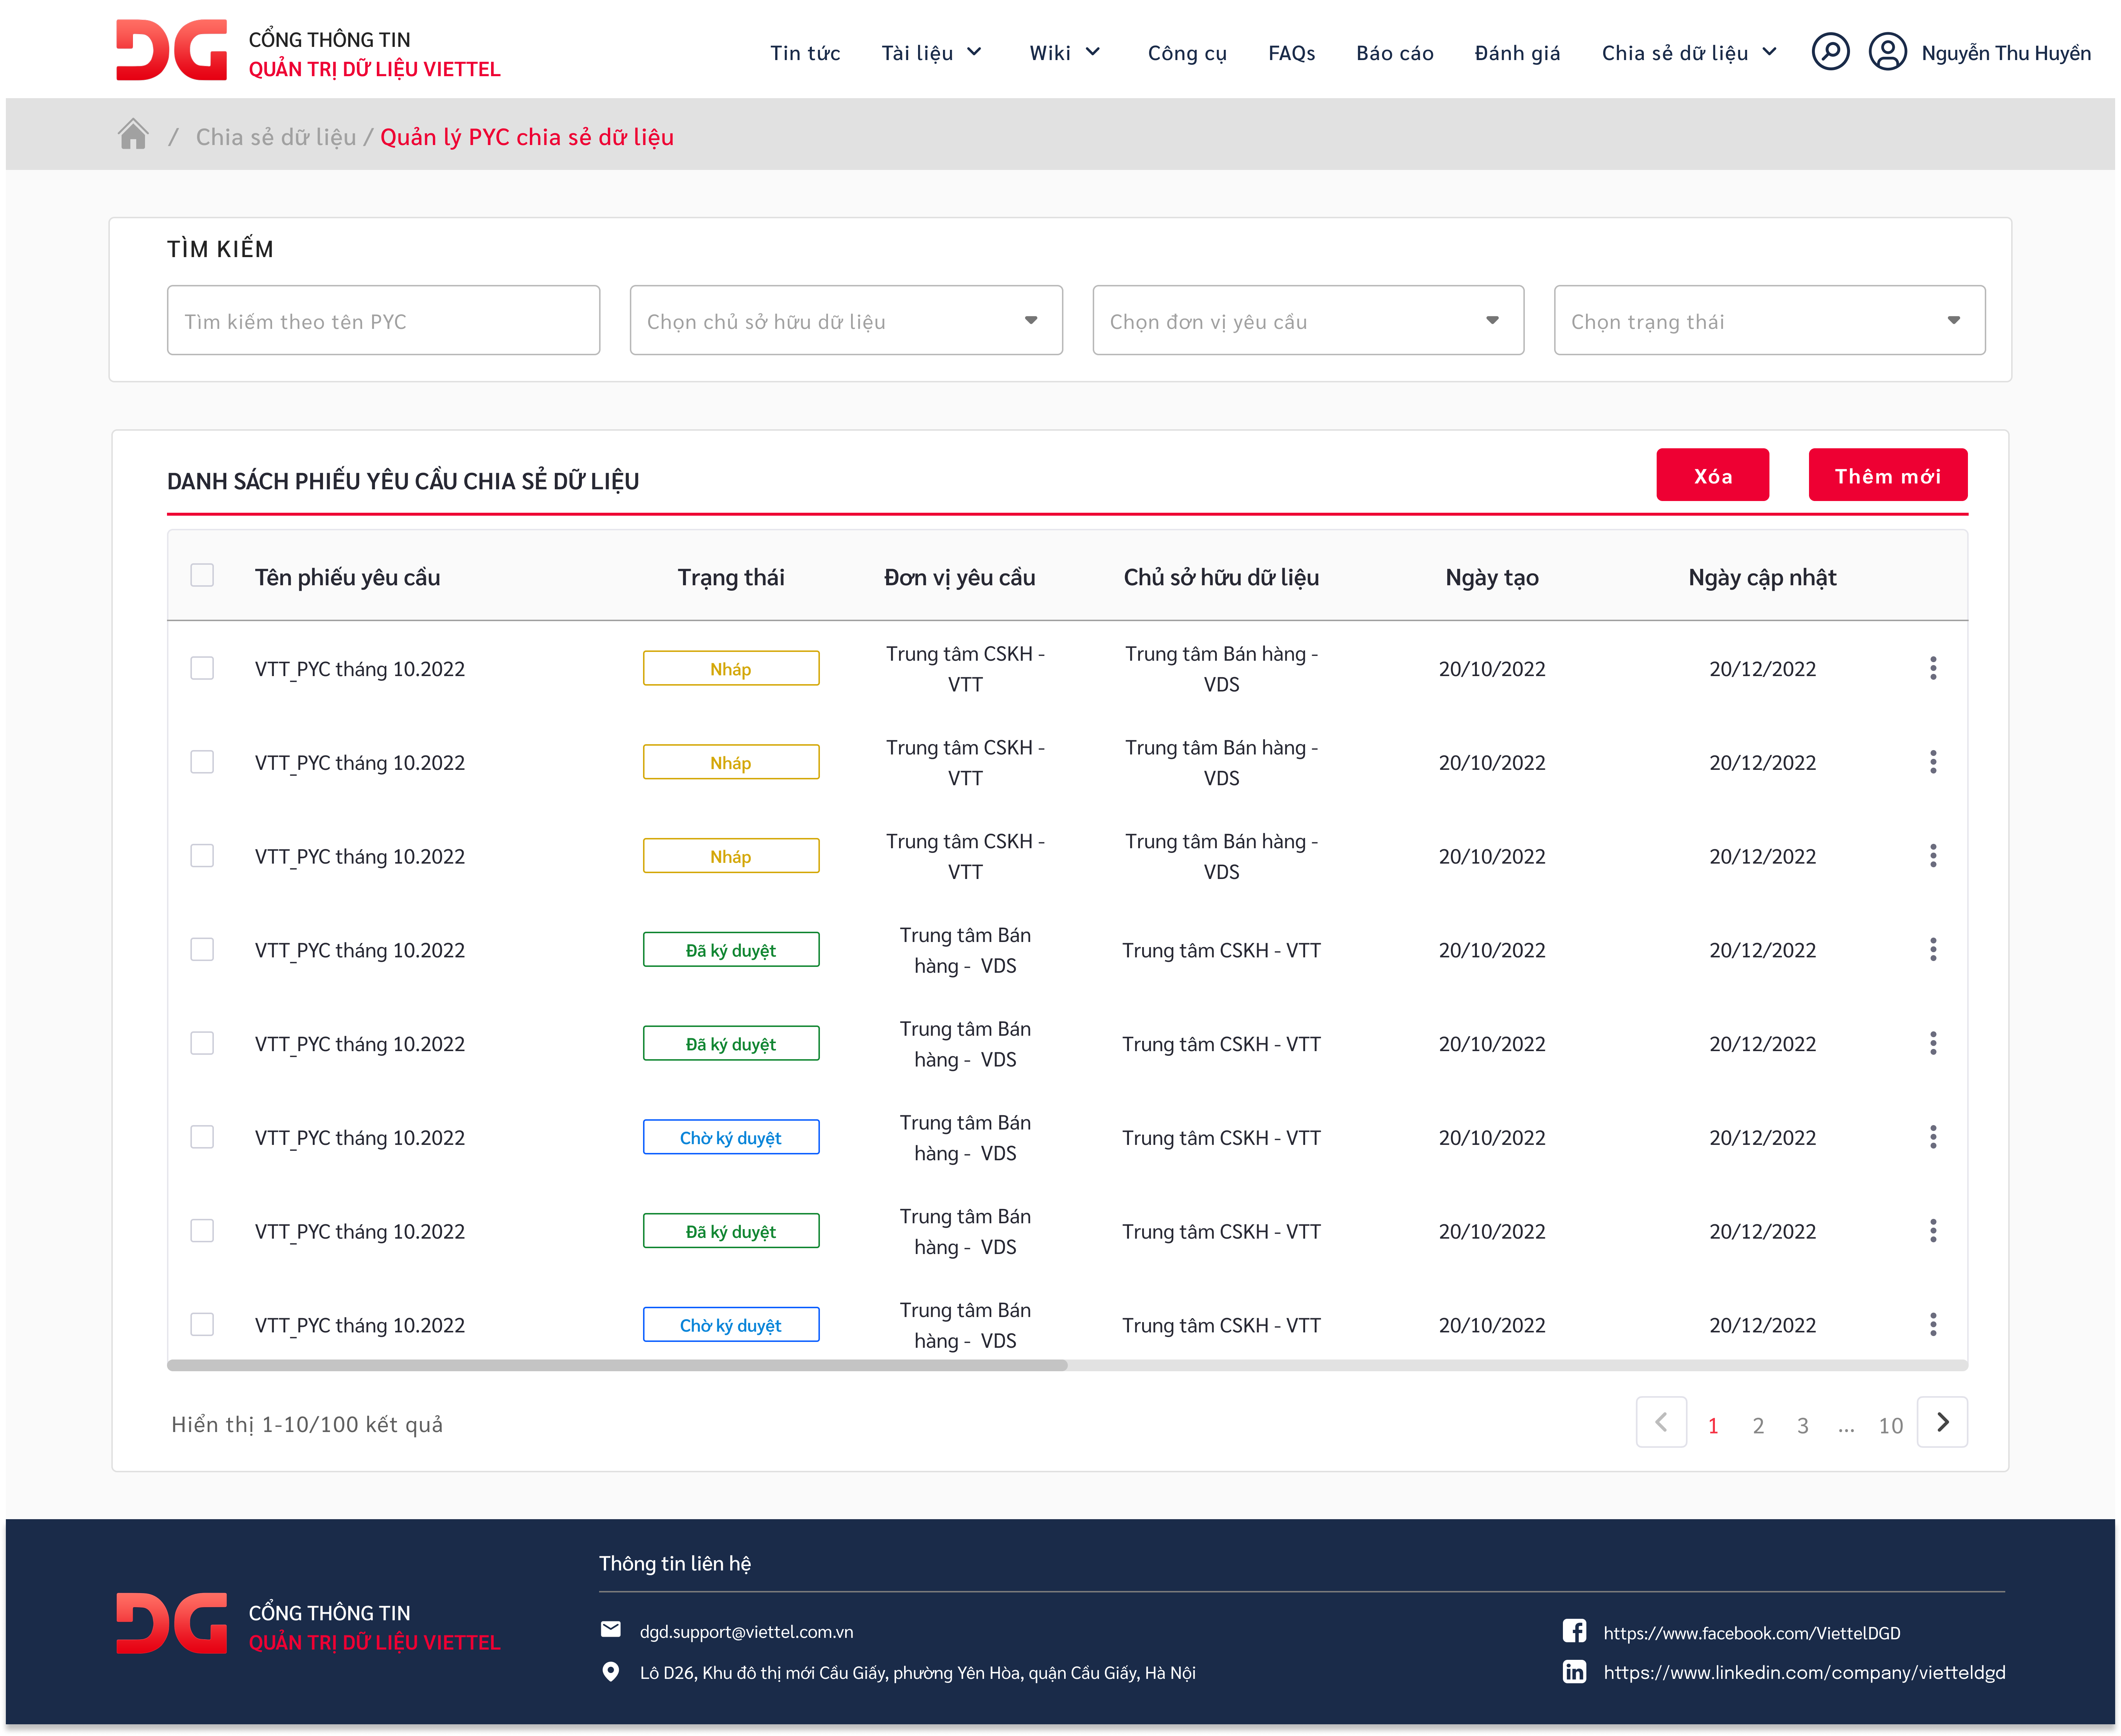 DG CỔNG THÔNG TIN
QUẢN TRỊ DỮ LIỆU VIETTEL
Tin tức Tài liệu Wiki Công cụ FAQs Báo cáo Đánh giá Chia sẻ dữ liệu Nguyễn Thu Huyền
/ Chia sẻ dữ liệu / Quản lý PYC chia sẻ dữ liệu
TÌM KIẾM
Tìm kiếm theo tên PYC Chọn chủ sở hữu dữ liệu Chọn đơn vị yêu cầu Chọn trạng thái
DANH SÁCH PHIẾU YÊU CẦU CHIA SẺ DỮ LIỆU Xóa Thêm mới
Tên phiếu yêu cầu Trạng thái Đơn vị yêu cầu Chủ sở hữu dữ liệu Ngày tạo Ngày cập nhật
VTT_PYC tháng 10.2022 Nháp Trung tâm CSKH - VTT Trung tâm Bán hàng - VDS 20/10/2022 20/12/2022
VTT_PYC tháng 10.2022 Nháp Trung tâm CSKH - VTT Trung tâm Bán hàng - VDS 20/10/2022 20/12/2022
VTT_PYC tháng 10.2022 Nháp Trung tâm CSKH - VTT Trung tâm Bán hàng - VDS 20/10/2022 20/12/2022
VTT_PYC tháng 10.2022 Đã ký duyệt Trung tâm Bán hàng - VDS Trung tâm CSKH - VTT 20/10/2022 20/12/2022
VTT_PYC tháng 10.2022 Đã ký duyệt Trung tâm Bán hàng - VDS Trung tâm CSKH - VTT 20/10/2022 20/12/2022
VTT_PYC tháng 10.2022 Chờ ký duyệt Trung tâm Bán hàng - VDS Trung tâm CSKH - VTT 20/10/2022 20/12/2022
VTT_PYC tháng 10.2022 Đã ký duyệt Trung tâm Bán hàng - VDS Trung tâm CSKH - VTT 20/10/2022 20/12/2022
VTT_PYC tháng 10.2022 Chờ ký duyệt Trung tâm Bán hàng - VDS Trung tâm CSKH - VTT 20/10/2022 20/12/2022
Hiển thị 1-10/100 kết quả 1 2 3 ... 10
DG CỔNG THÔNG TIN
QUẢN TRỊ DỮ LIỆU VIETTEL
Thông tin liên hệ
dgd.support@viettel.com.vn
Lô D26, Khu đô thị mới Cầu Giấy, phường Yên Hòa, quận Cầu Giấy, Hà Nội
https://www.facebook.com/ViettelDGD
https://www.linkedin.com/company/vietteldgd